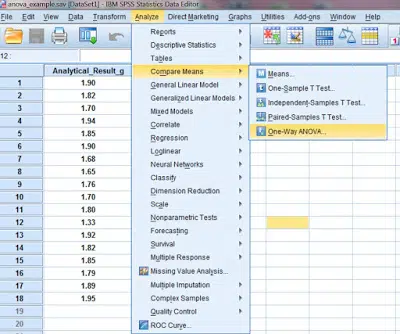 anova_example.sav [DataSet1] - IBM SPSS Statistics Data Editor
Edit View Data Transform Analyze Direct Marketing Graphs Utilities Add-ons Window Help
12 :
Analytical_Result_g
1 1.90
2 1.82
3 1.70
4 1.94
5 1.85
6 1.90
7 1.68
8 1.65
9 1.76
10 1.70
11 1.80
12 1.33
13 1.92
14 1.82
15 1.85
16 1.79
17 1.89
18 1.95
Reports
Descriptive Statistics
Tables
Compare Means
General Linear Model
Generalized Linear Models
Mixed Models
Correlate
Regression
Loglinear
Neural Networks
Classify
Dimension Reduction
Scale
Nonparametric Tests
Forecasting
Survival
Multiple Response
Missing Value Analysis...
Multiple Imputation
Complex Samples
Quality Control
ROC Curve...
Means...
One-Sample T Test...
Independent-Samples T Test...
Paired-Samples T Test...
One-Way ANOVA...
var